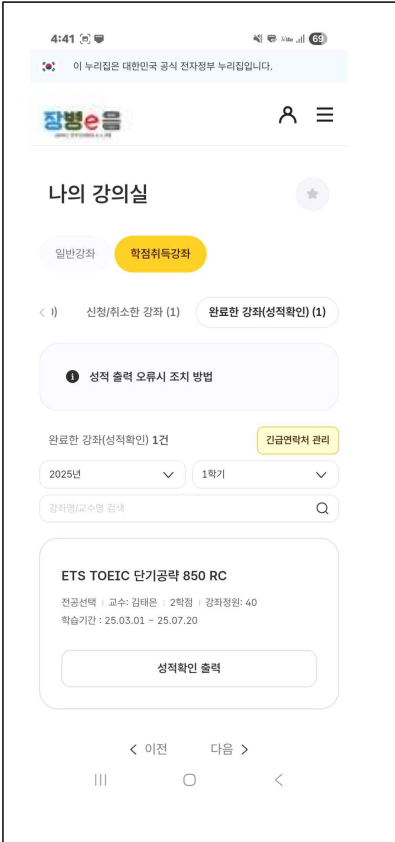 4:41
69
이 누리집은 대한민국 공식 전자정부 누리집입니다.
장병e음
나의 강의실
일반강좌 학점취득강좌
신청/취소한 강좌 (1) 완료한 강좌(성적확인) (1)
성적 출력 오류시 조치 방법
완료한 강좌(성적확인) 1건 긴급연락처 관리
2025년 1학기
강좌명/교수명 검색
ETS TOEIC 단기공략 850 RC
전공선택 교수: 김태은 2학점 강좌정원: 40
학습기간 : 25.03.01 ~ 25.07.20
성적확인 출력
이전 다음